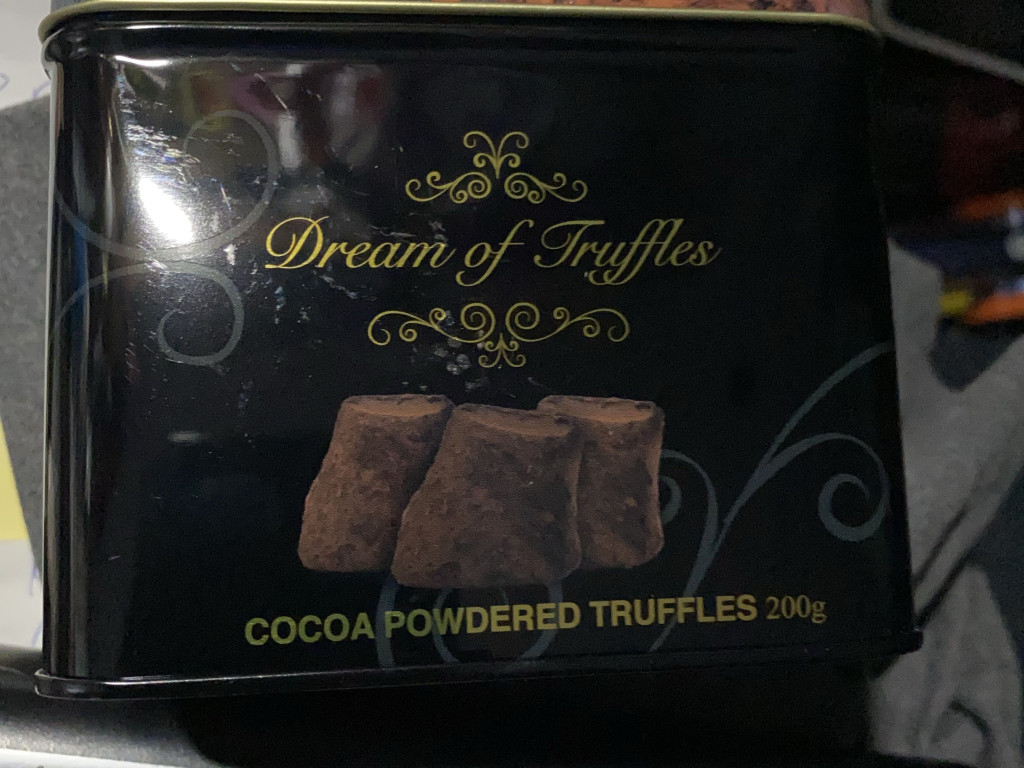 Dream of Truffles
COCOA POWDERED TRUFFLES 200g